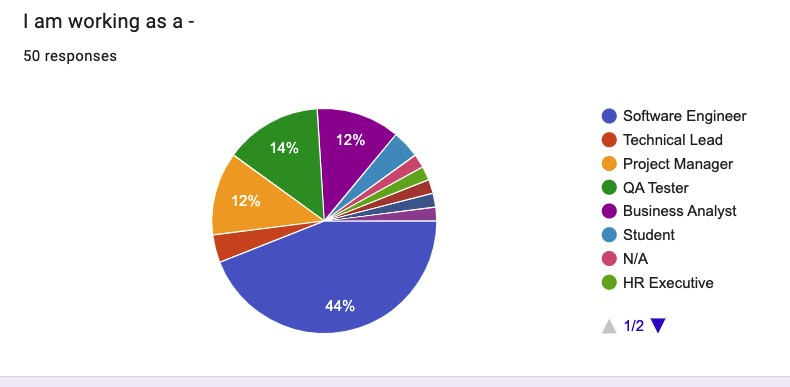 I am working as a -
50 responses
12%
14%
12%
44%
Software Engineer
Technical Lead
Project Manager
QA Tester
Business Analyst
Student
N/A
HR Executive
1/2